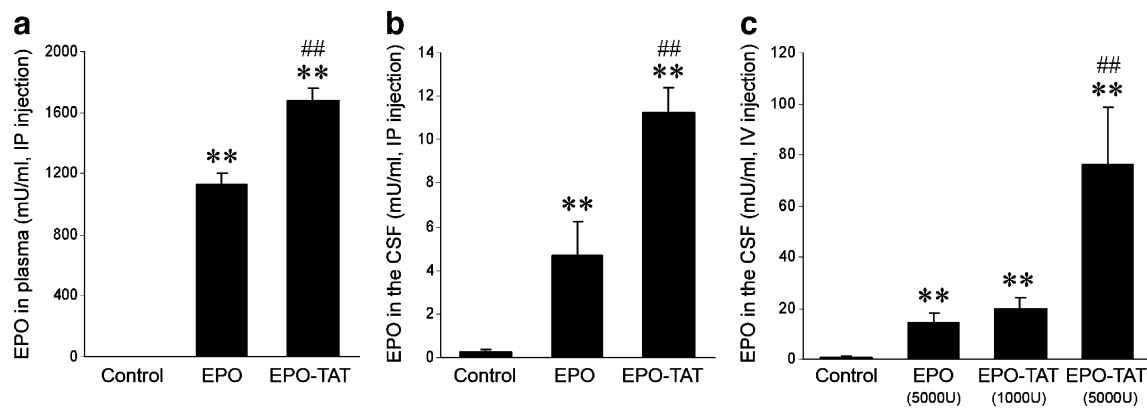 a
EPO in plasma (mU/ml, IP injection)
2000
1600
1200
800
400
0
**
##
**
Control
EPO
EPO-TAT
b
EPO in the CSF (mU/ml, IP injection)
14
12
10
8
6
4
2
0
**
##
**
Control
EPO
EPO-TAT
c
EPO in the CSF (mU/ml, IV injection)
120
100
80
60
40
20
0
**
**
##
**
Control
EPO
(5000U)
EPO-TAT
(1000U)
EPO-TAT
(5000U)